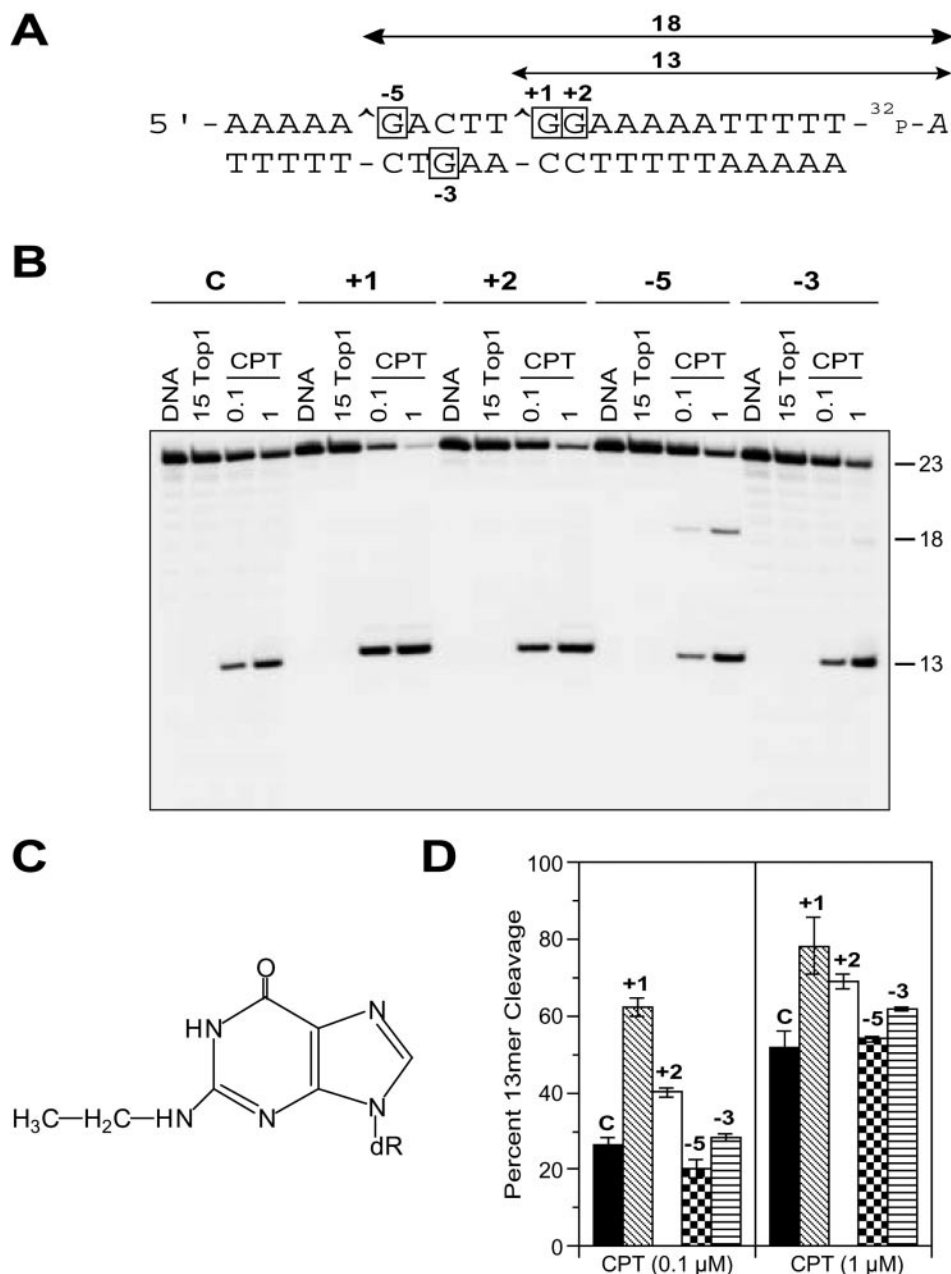 A
18
13
-5 +1 +2
5'-AAAAA^GACTT^GGAAAAATTTTT-32P-A
TTTTT-CTGAA-CCTTTTTAAAAA
-3
B
C +1 +2 -5 -3
CPT CPT CPT CPT CPT
DNA 15 Top1 0.1 1 DNA 15 Top1 0.1 1 DNA 15 Top1 0.1 1 DNA 15 Top1 0.1 1 DNA 15 Top1 0.1 1
23
18
13
C
O
HN
N
H3C-H2C-HN
N
N
dR
D
Percent 13mer Cleavage
100
80
60
40
20
0
C +1 +2 -5 -3
C +1 +2 -5 -3
CPT (0.1 μM) CPT (1 μM)